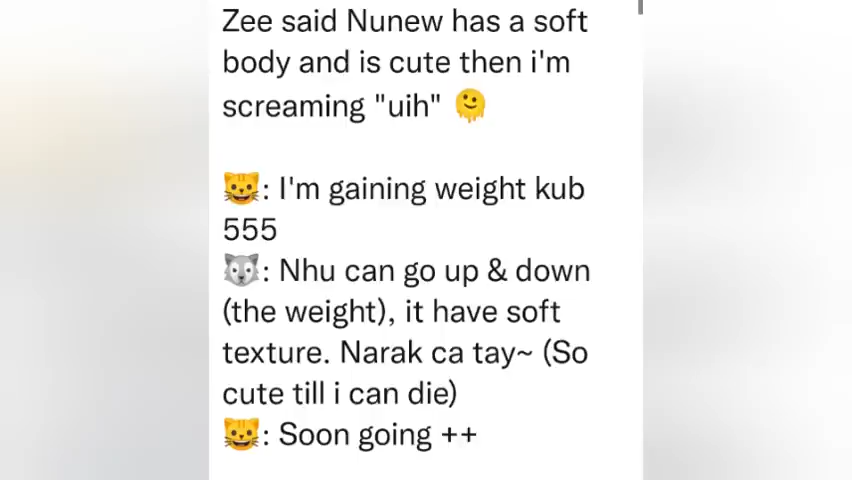 Zee said Nunew has a soft
body and is cute then i'm
screaming "uih" 🫠
😺: I'm gaining weight kub
555
🐺: Nhu can go up & down
(the weight), it have soft
texture. Narak ca tay~ (So
cute till i can die)
😺: Soon going ++